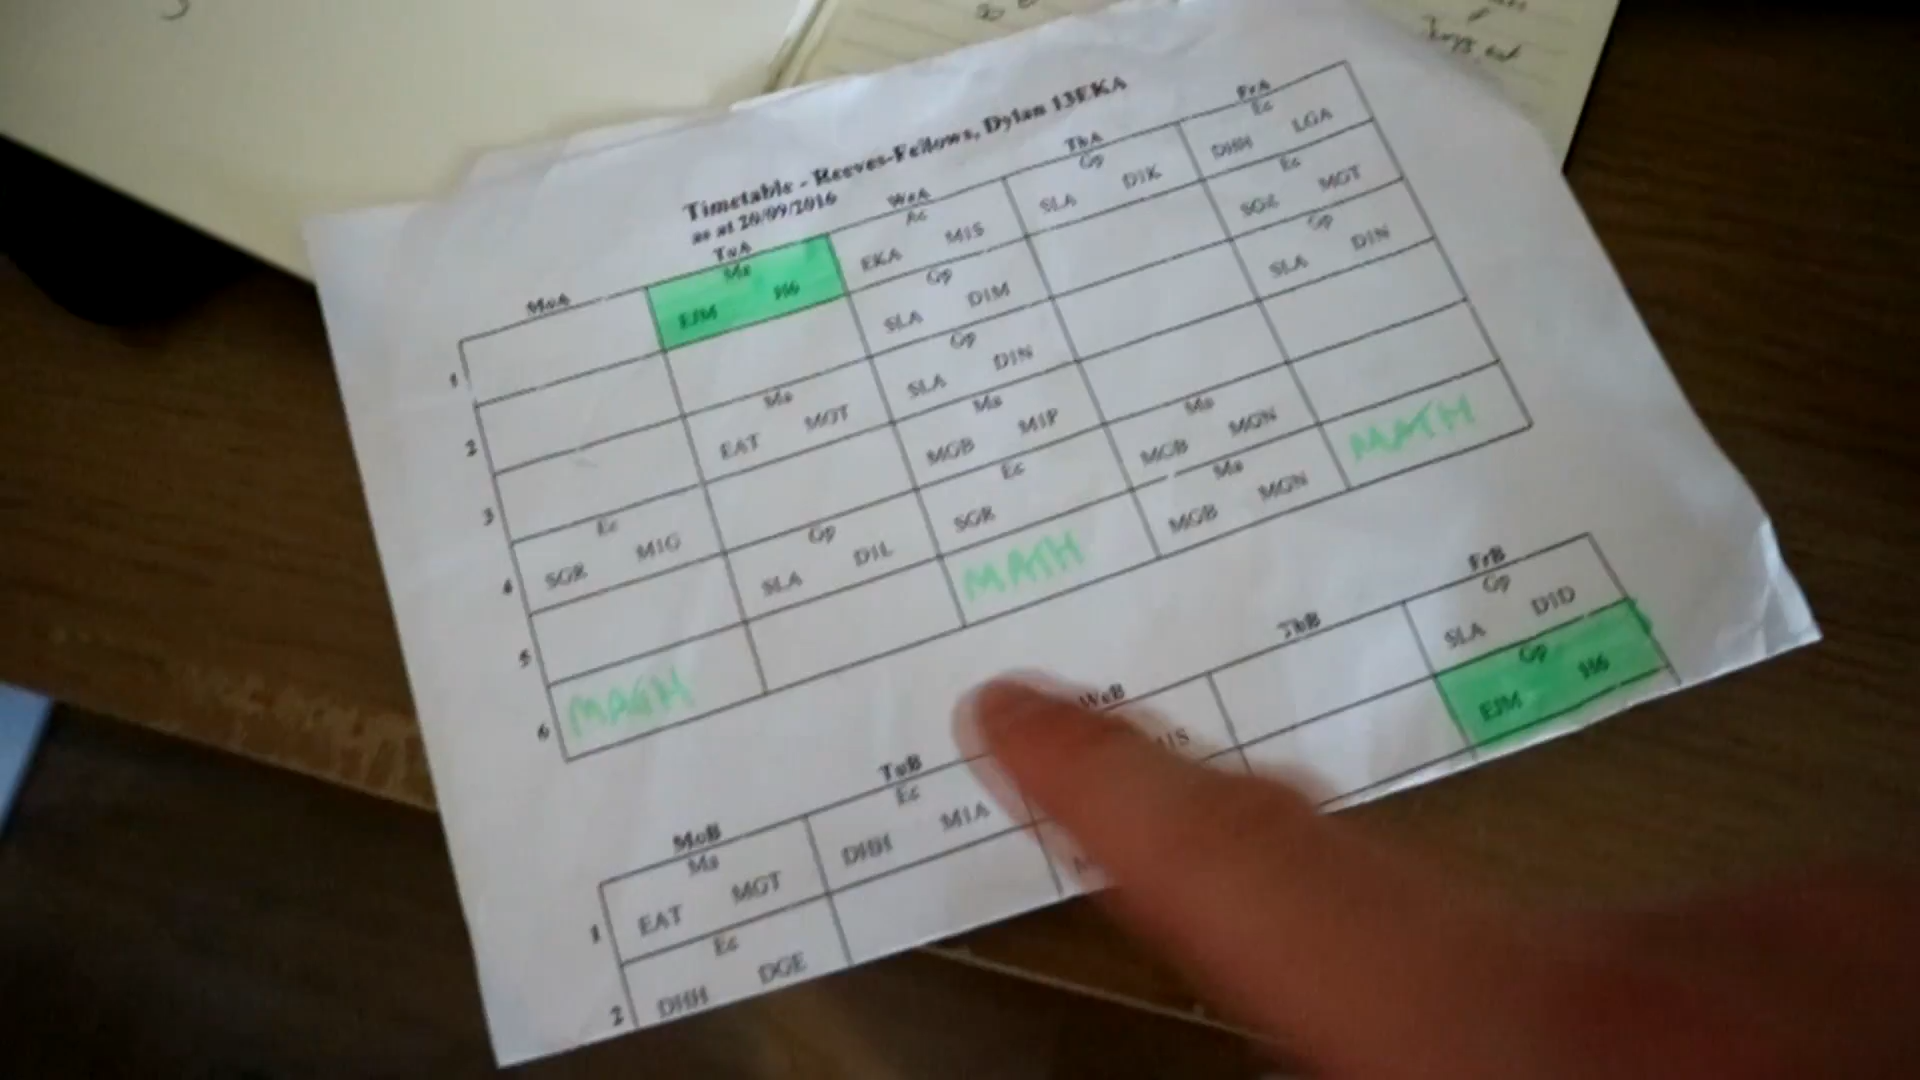 Timetable - Reeves-Fellows, Dylan 13EKA
as at 20/09/2016
MoA TuA WeA ThA FrA
1 Ma EJM H6 Ac EKA MIS Gp SLA DIK Ec DHH LGA
2 Gp SLA DIM Ec SGR MGT
3 Ma EAT MGT Gp SLA DIN Gp SLA DIN
4 Ec SGR MIG Ma MGB MIP
5 Gp SLA DIL Ec SGR Ma MGB MGN
6 MATH MATH Ma MGB MGN MATH
MoB TuB WeB ThB FrB
1 Ma EAT MGT Ec DHH MIA Gp SLA DID
2 Ec DHH DGE Gp EJM H6